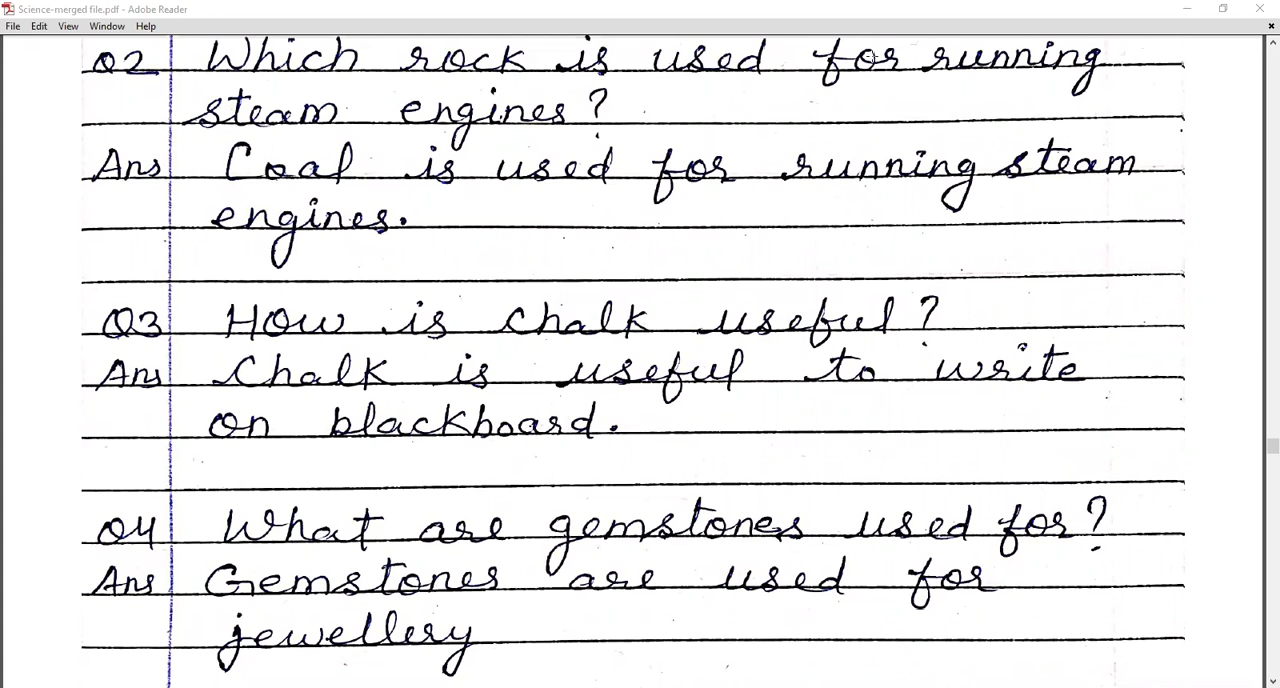 Science-merged file.pdf - Adobe Reader
File Edit View Window Help
Q2 Which rock is used for running
steam engines?
Ans Coal is used for running steam
engines.
Q3 How is chalk useful?
Ans Chalk is useful to write
on blackboard.
Q4 What are gemstones used for?
Ans Gemstones are used for
jewellery